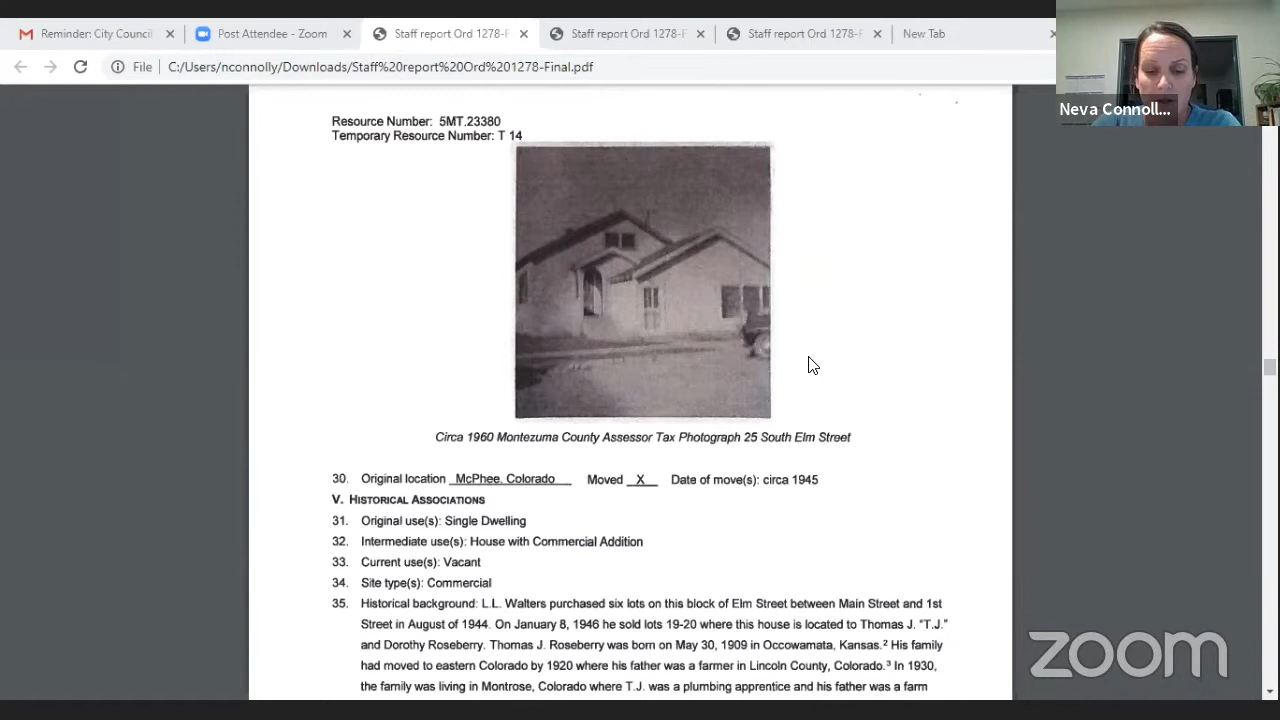 Reminder: City Counci
Post Attendee - Zoom
Staff report Ord 1278-F
Staff report Ord 1278-F
Staff report Ord 1278-F
New Tab
File
C:/Users/nconnolly/Downloads/Staff%20report%20Ord%201278-Final.pdf
Neva Connoll...
Resource Number: 5MT.23380
Temporary Resource Number: T 14
Circa 1960 Montezuma County Assessor Tax Photograph 25 South Elm Street
30. Original location McPhee, Colorado Moved X Date of move(s): circa 1945
V. HISTORICAL ASSOCIATIONS
31. Original use(s): Single Dwelling
32. Intermediate use(s): House with Commercial Addition
33. Current use(s): Vacant
34. Site type(s): Commercial
35. Historical background: L.L. Walters purchased six lots on this block of Elm Street between Main Street and 1st
Street in August of 1944. On January 8, 1946 he sold lots 19-20 where this house is located to Thomas J. "T.J."
and Dorothy Roseberry. Thomas J. Roseberry was born on May 30, 1909 in Occowamata, Kansas.² His family
had moved to eastern Colorado by 1920 where his father was a farmer in Lincoln County, Colorado.³ In 1930,
the family was living in Montrose, Colorado where T.J. was a plumbing apprentice and his father was a farm
zoom